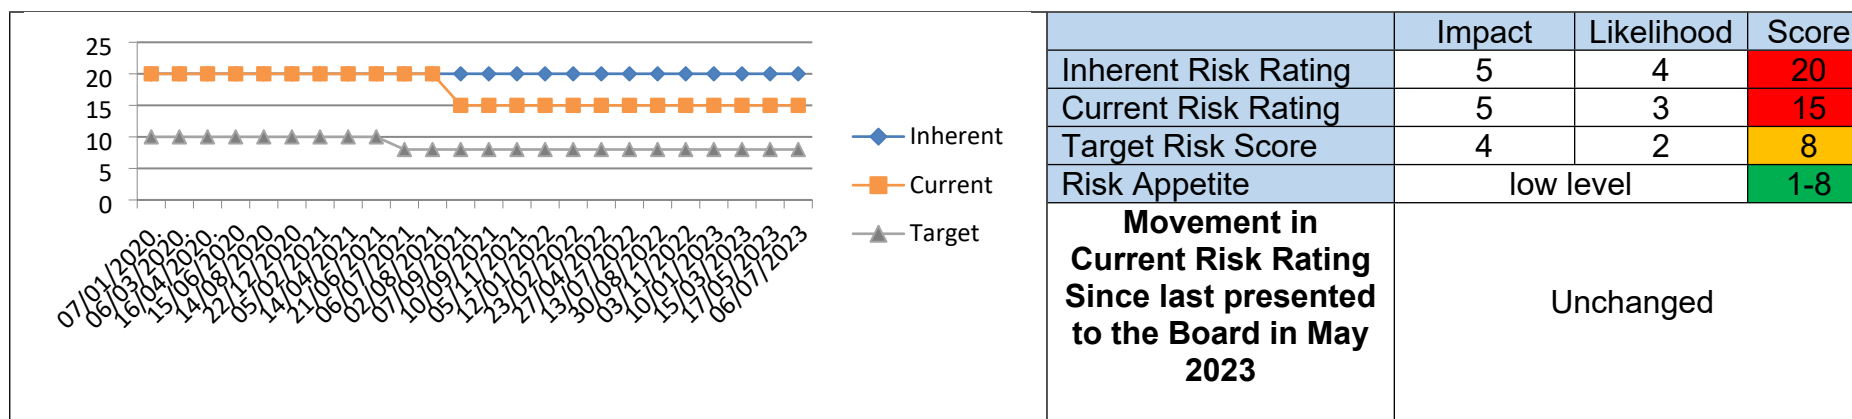 25
20
15
10
5
0
07/01/2020.
06/03/2020.
16/04/2020.
15/06/2020
14/08/2020
22/12/2020
05/02/2021
14/04/2021
21/06/2021
06/07/2021
02/08/2021
07/09/2021
10/09/2021
05/11/2021
12/01/2022
23/02/2022
27/04/2022
13/07/2022
30/08/2022
03/11/2022
10/01/2023
15/03/2023
17/05/2023
06/07/2023
Inherent
Current
Target
Impact Likelihood Score
Inherent Risk Rating 5 4 20
Current Risk Rating 5 3 15
Target Risk Score 4 2 8
Risk Appetite low level 1-8
Movement in
Current Risk Rating
Since last presented
to the Board in May
2023
Unchanged